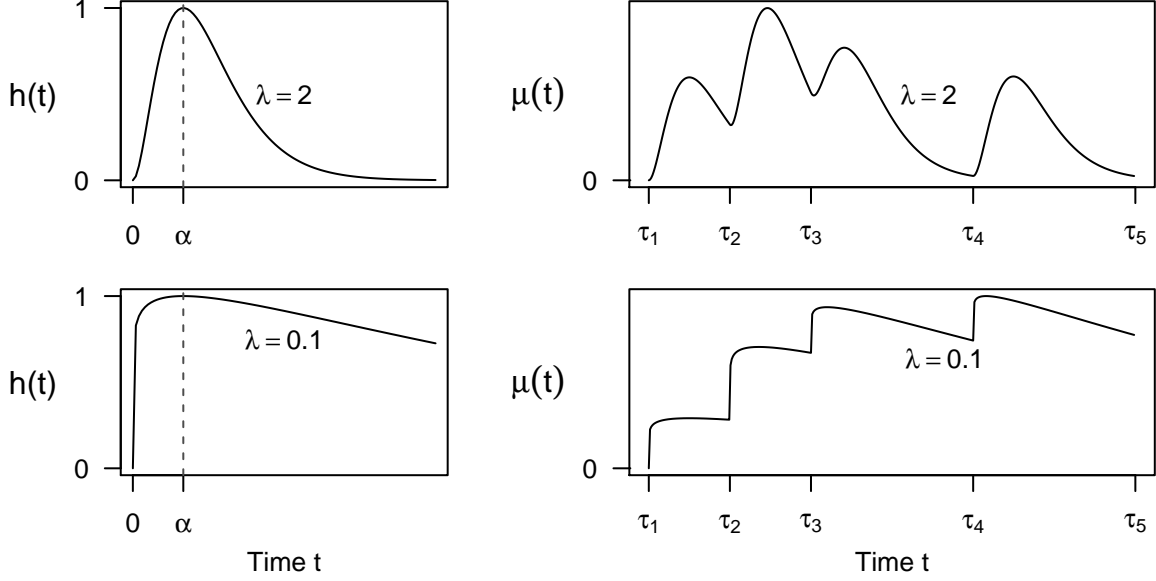 1
h(t)
λ = 2
0
0
α
μ(t)
λ = 2
0
τ1 τ2 τ3 τ4 τ5
1
h(t)
λ = 0.1
0
0
α
Time t
μ(t)
λ = 0.1
0
τ1 τ2 τ3 τ4 τ5
Time t